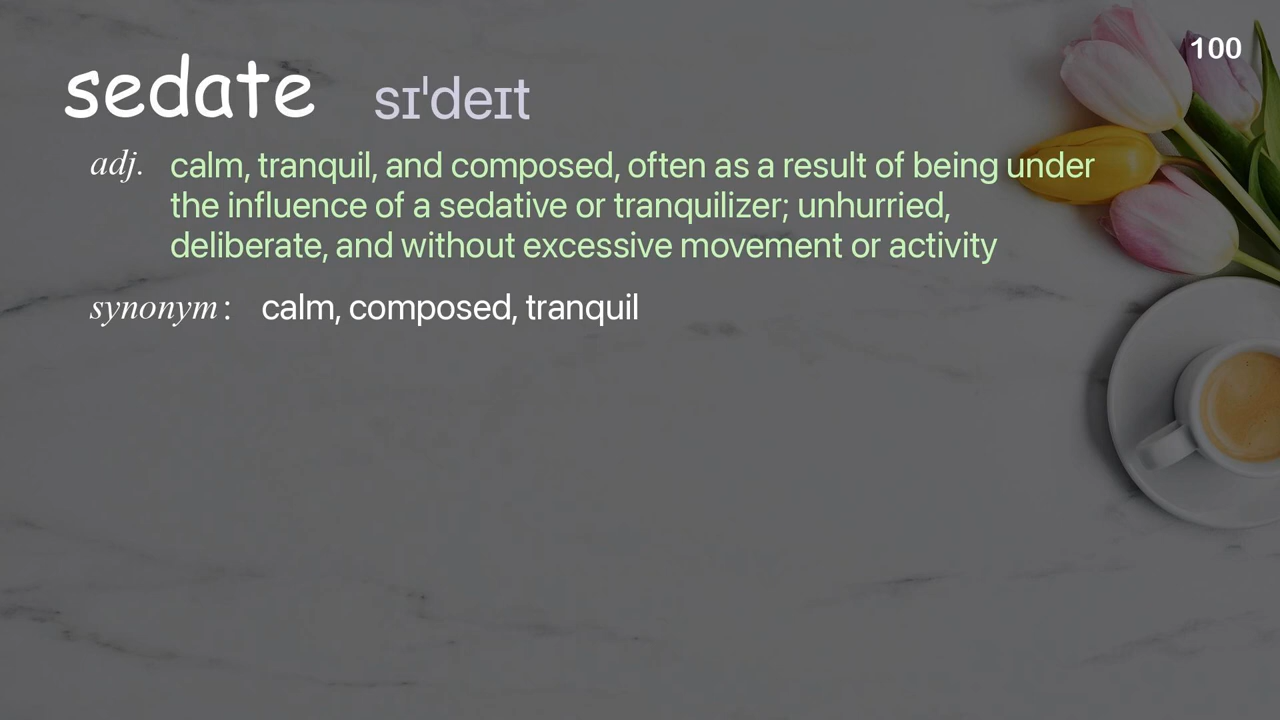 100
sedate sɪˈdeɪt
adj. calm, tranquil, and composed, often as a result of being under
the influence of a sedative or tranquilizer; unhurried,
deliberate, and without excessive movement or activity
synonym : calm, composed, tranquil